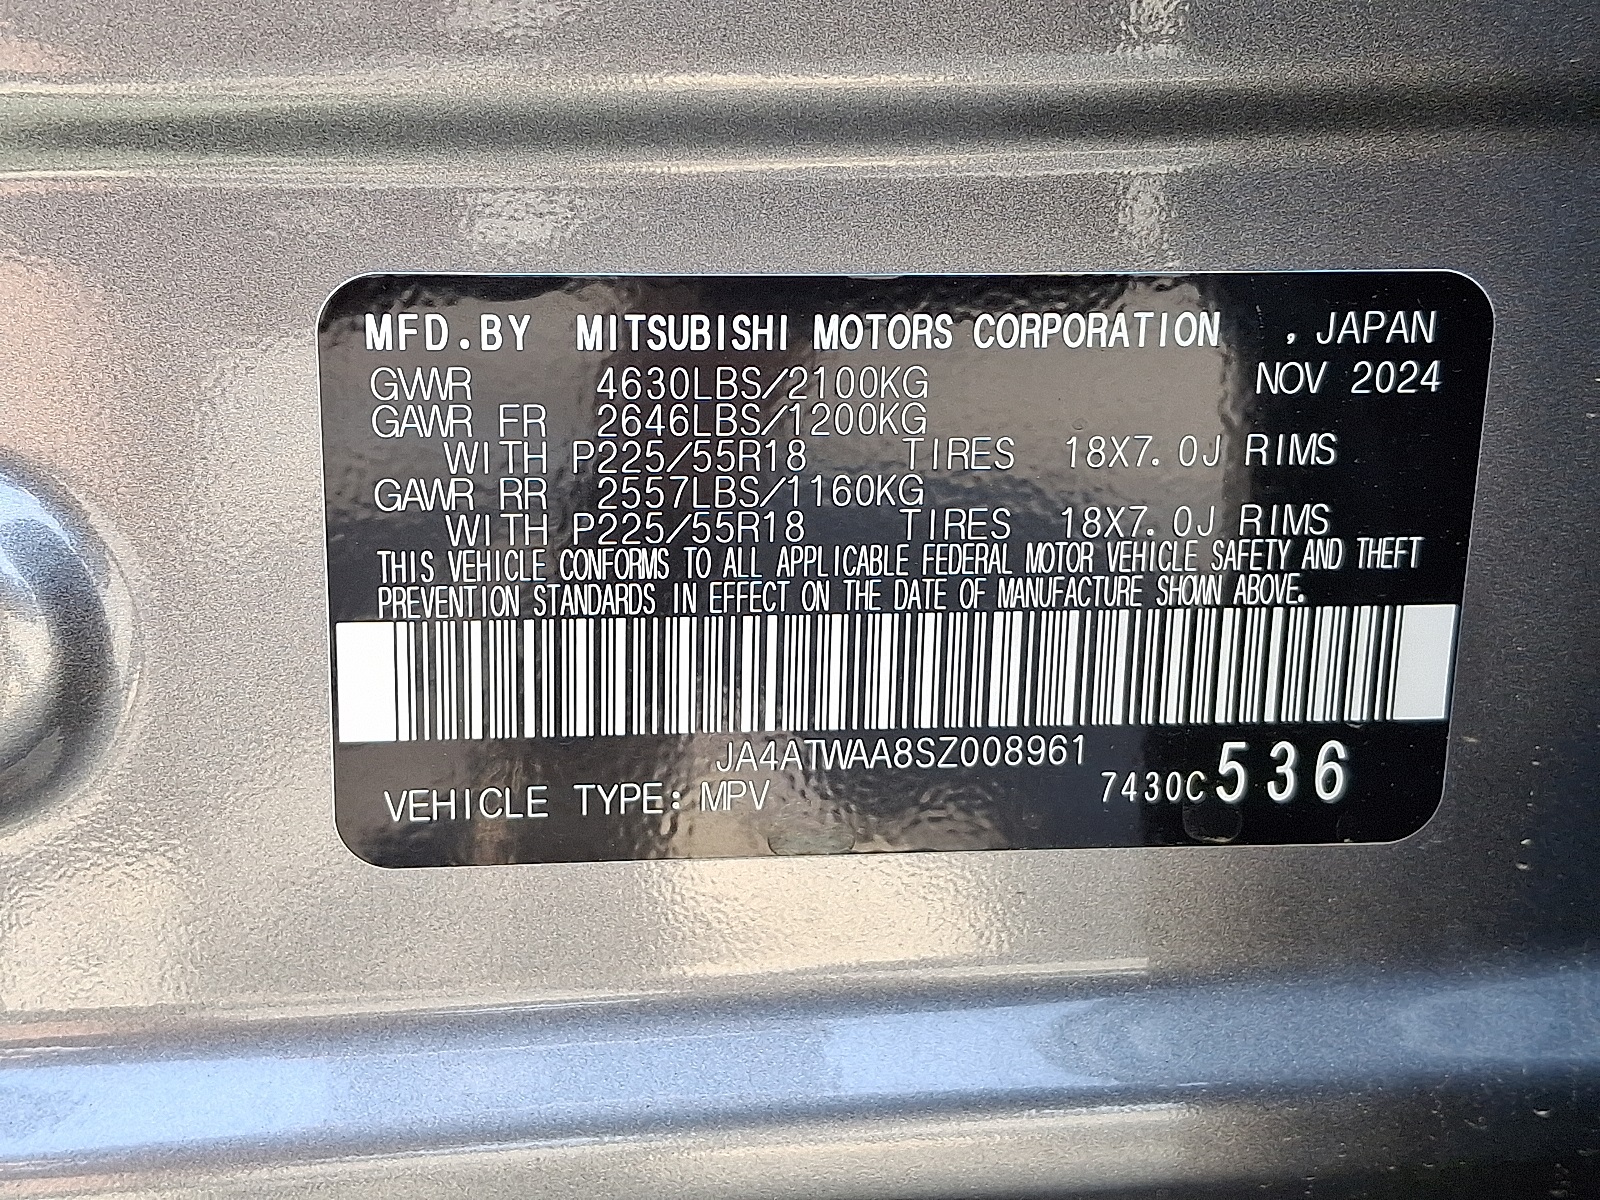 MFD.BY MITSUBISHI MOTORS CORPORATION , JAPAN
GVWR 4630LBS/2100KG NOV 2024
GAWR FR 2646LBS/1200KG
WITH P225/55R18 TIRES 18X7.0J RIMS
GAWR RR 2557LBS/1160KG
WITH P225/55R18 TIRES 18X7.0J RIMS
THIS VEHICLE CONFORMS TO ALL APPLICABLE FEDERAL MOTOR VEHICLE SAFETY AND THEFT
PREVENTION STANDARDS IN EFFECT ON THE DATE OF MANUFACTURE SHOWN ABOVE.
JA4ATWAA8SZ008961
VEHICLE TYPE: MPV 7430C536